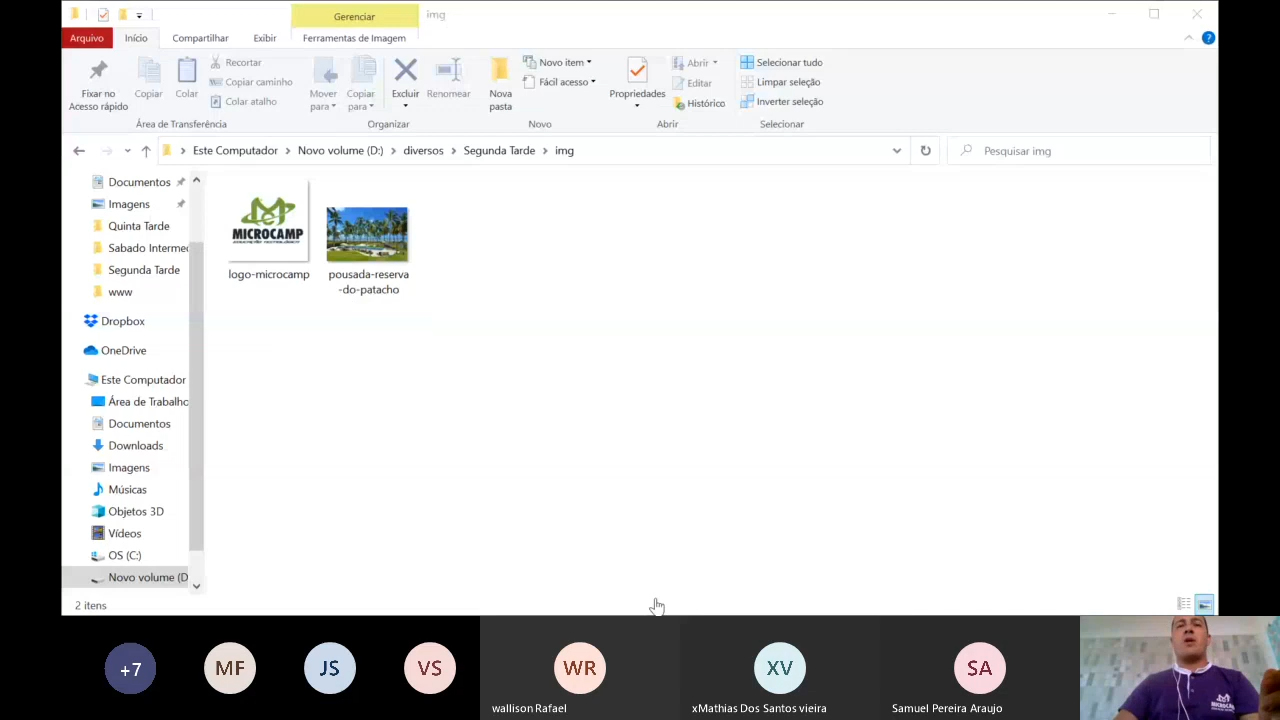 Gerenciar
img
Arquivo
Início
Compartilhar
Exibir
Ferramentas de Imagem
Fixar no
Acesso rápido
Copiar
Colar
Recortar
Copiar caminho
Colar atalho
Área de Transferência
Mover
para
Copiar
para
Excluir
Renomear
Organizar
Nova
pasta
Novo item
Fácil acesso
Novo
Propriedades
Abrir
Editar
Histórico
Abrir
Selecionar tudo
Limpar seleção
Inverter seleção
Selecionar
Este Computador
Novo volume (D:)
diversos
Segunda Tarde
img
Pesquisar img
Documentos
Imagens
Quinta Tarde
Sabado Intermed
Segunda Tarde
www
Dropbox
OneDrive
Este Computador
Área de Trabalho
Documentos
Downloads
Imagens
Músicas
Objetos 3D
Vídeos
OS (C:)
Novo volume (D
MICROCAMP
logo-microcamp
pousada-reserva
-do-patacho
2 itens
+7
MF
JS
VS
WR
wallison Rafael
XV
xMathias Dos Santos vieira
SA
Samuel Pereira Araujo
MICROCAMP